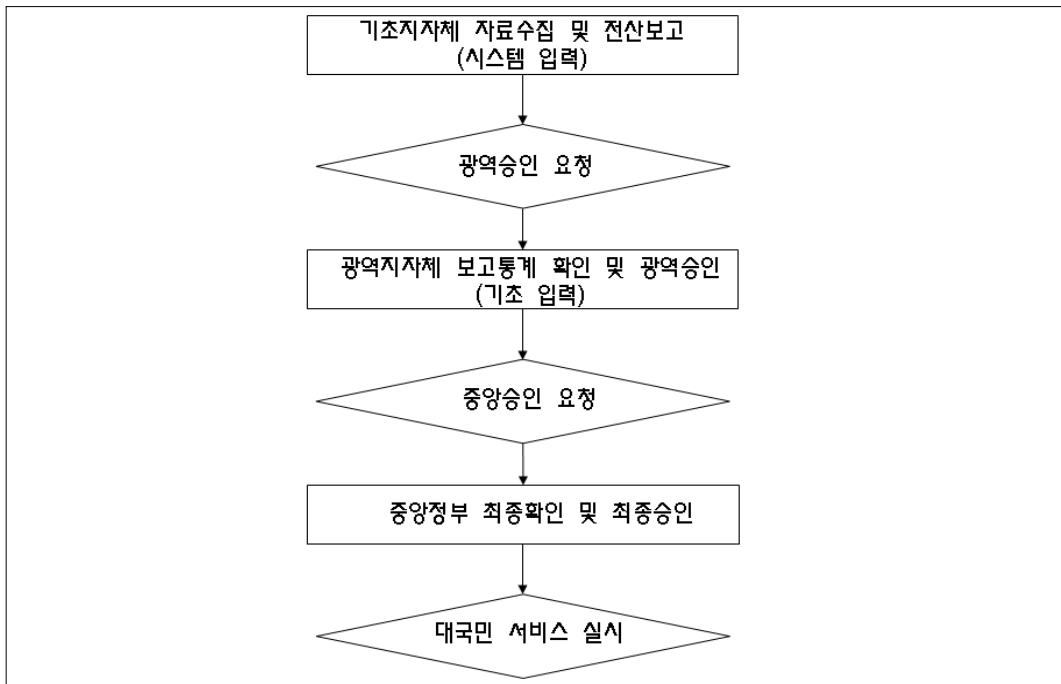 기초지자체 자료수집 및 전산보고
(시스템 입력)
광역승인 요청
광역지자체 보고통계 확인 및 광역승인
(기초 입력)
중앙승인 요청
중앙정부 최종확인 및 최종승인
대국민 서비스 실시